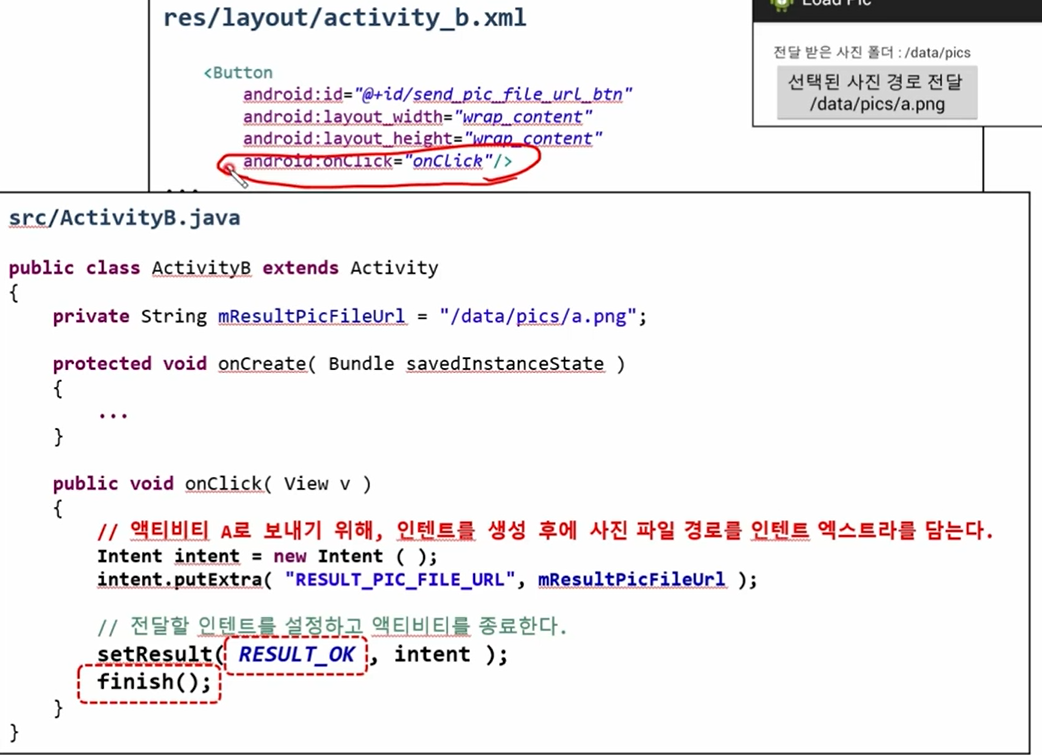 res/layout/activity_b.xml
Load Pic
전달 받은 사진 폴더 : /data/pics
선택된 사진 경로 전달
/data/pics/a.png
<Button
android:id="@+id/send_pic_file_url_btn"
android:layout_width="wrap_content"
android:layout_height="wrap_content"
android:onClick="onClick"/>
...
src/ActivityB.java
public class ActivityB extends Activity
{
private String mResultPicFileUrl = "/data/pics/a.png";
protected void onCreate( Bundle savedInstanceState )
{
...
}
public void onClick( View v )
{
// 액티비티 A로 보내기 위해, 인텐트를 생성 후에 사진 파일 경로를 인텐트 엑스트라를 담는다.
Intent intent = new Intent ( );
intent.putExtra( "RESULT_PIC_FILE_URL", mResultPicFileUrl );
// 전달할 인텐트를 설정하고 액티비티를 종료한다.
setResult( RESULT_OK , intent );
finish();
}
}